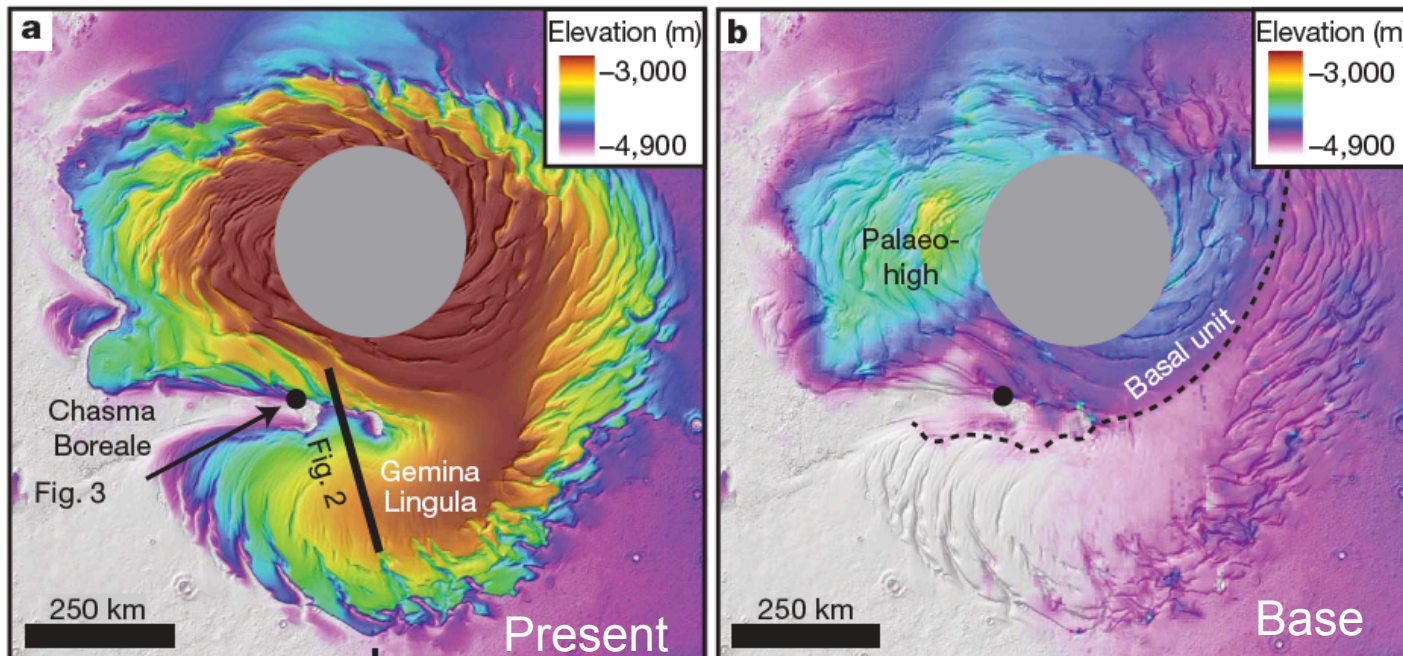 a
Elevation (m)
–3,000
–4,900
Chasma
Boreale
Fig. 3
Fig. 2
Gemina
Lingula
250 km
Present
b
Elevation (m)
–3,000
–4,900
Palaeo-
high
Basal unit
250 km
Base